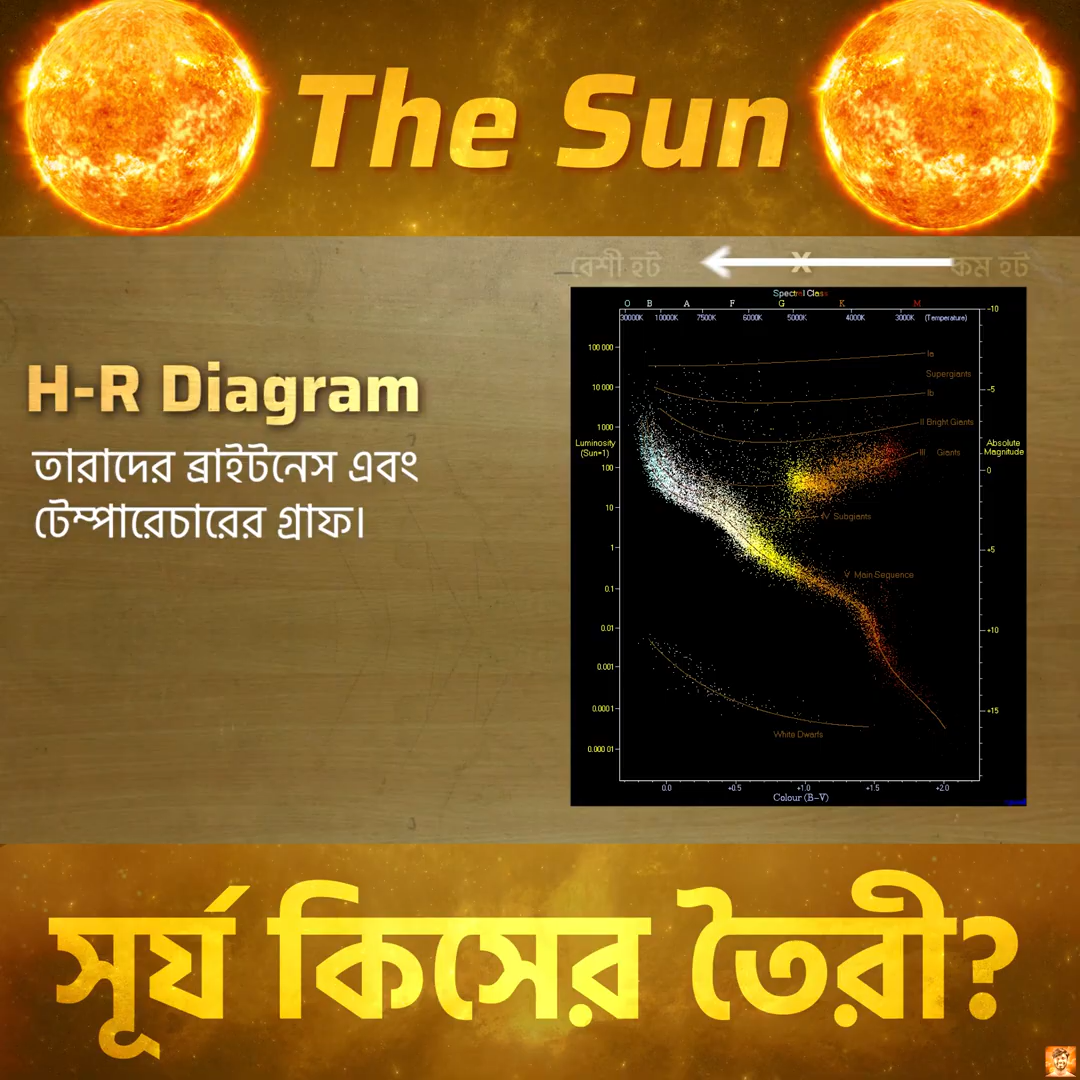 The Sun
বেশী হট
x
কম হট
H-R Diagram
তারাদের ব্রাইটনেস এবং
টেম্পারেচারের গ্রাফ।
Spectral Class
O B A F G K M
30000K 10000K 7500K 6000K 5000K 4000K 3000K (Temperature)
-10
100 000
Ia
Supergiants
10 000
-5
Ib
1 000
II Bright Giants
Luminosity
(Sun=1)
Absolute
Magnitude
III Giants
100
0
10
IV Subgiants
1
+5
V Main Sequence
0.1
0.01
+10
0.001
0.0001
+15
White Dwarfs
0.000 01
0.0 +0.5 +1.0 +1.5 +2.0
Colour (B-V)
সূর্য কিসের তৈরী?